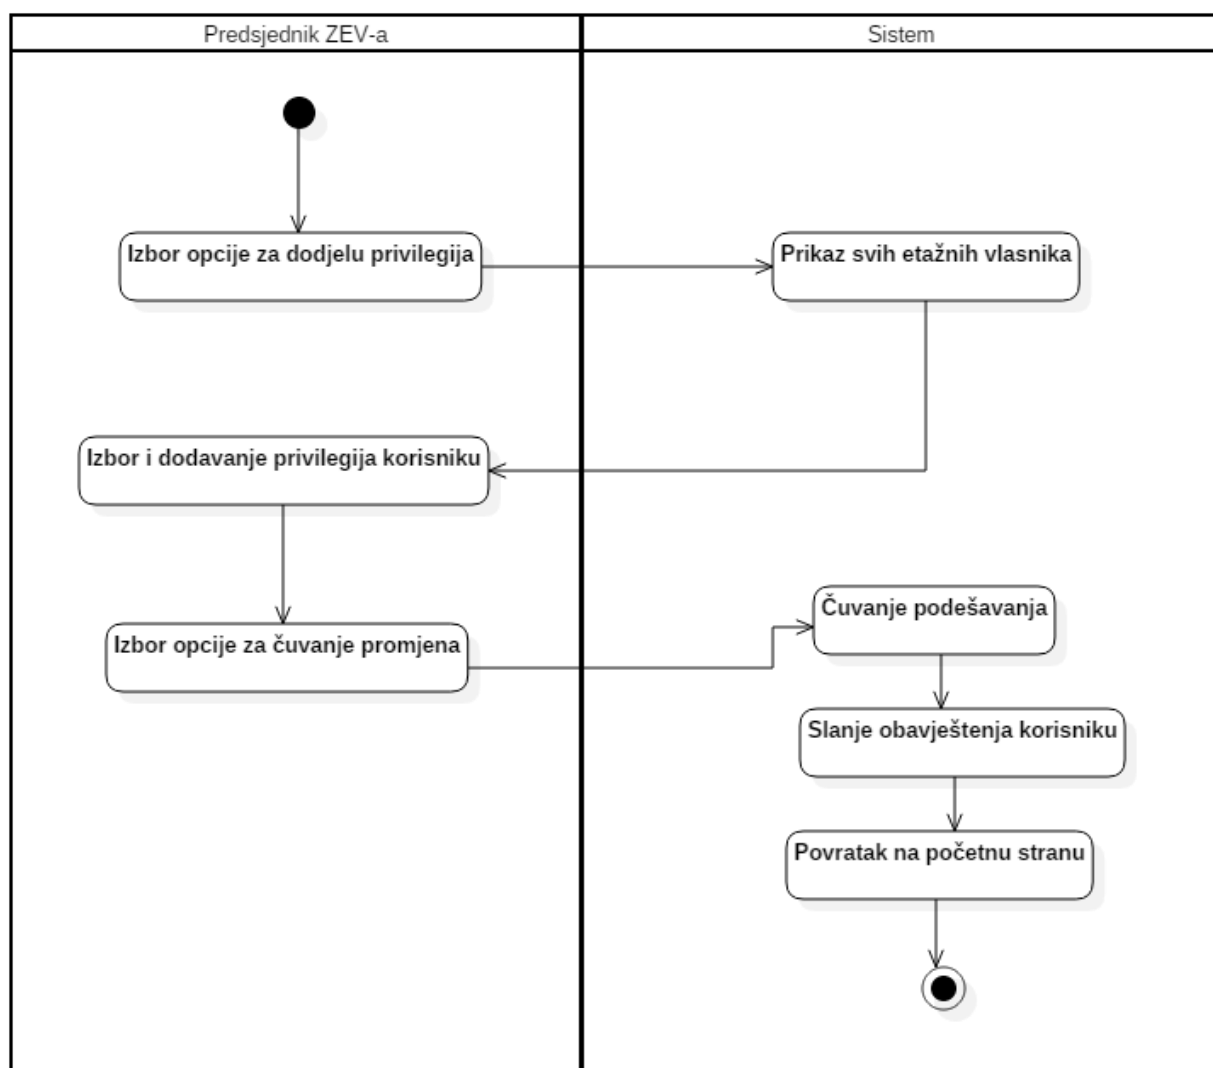 Predsjednik ZEV-a
Sistem
Izbor opcije za dodjelu privilegija
Prikaz svih etažnih vlasnika
Izbor i dodavanje privilegija korisniku
Izbor opcije za čuvanje promjena
Čuvanje podešavanja
Slanje obavještenja korisniku
Povratak na početnu stranu